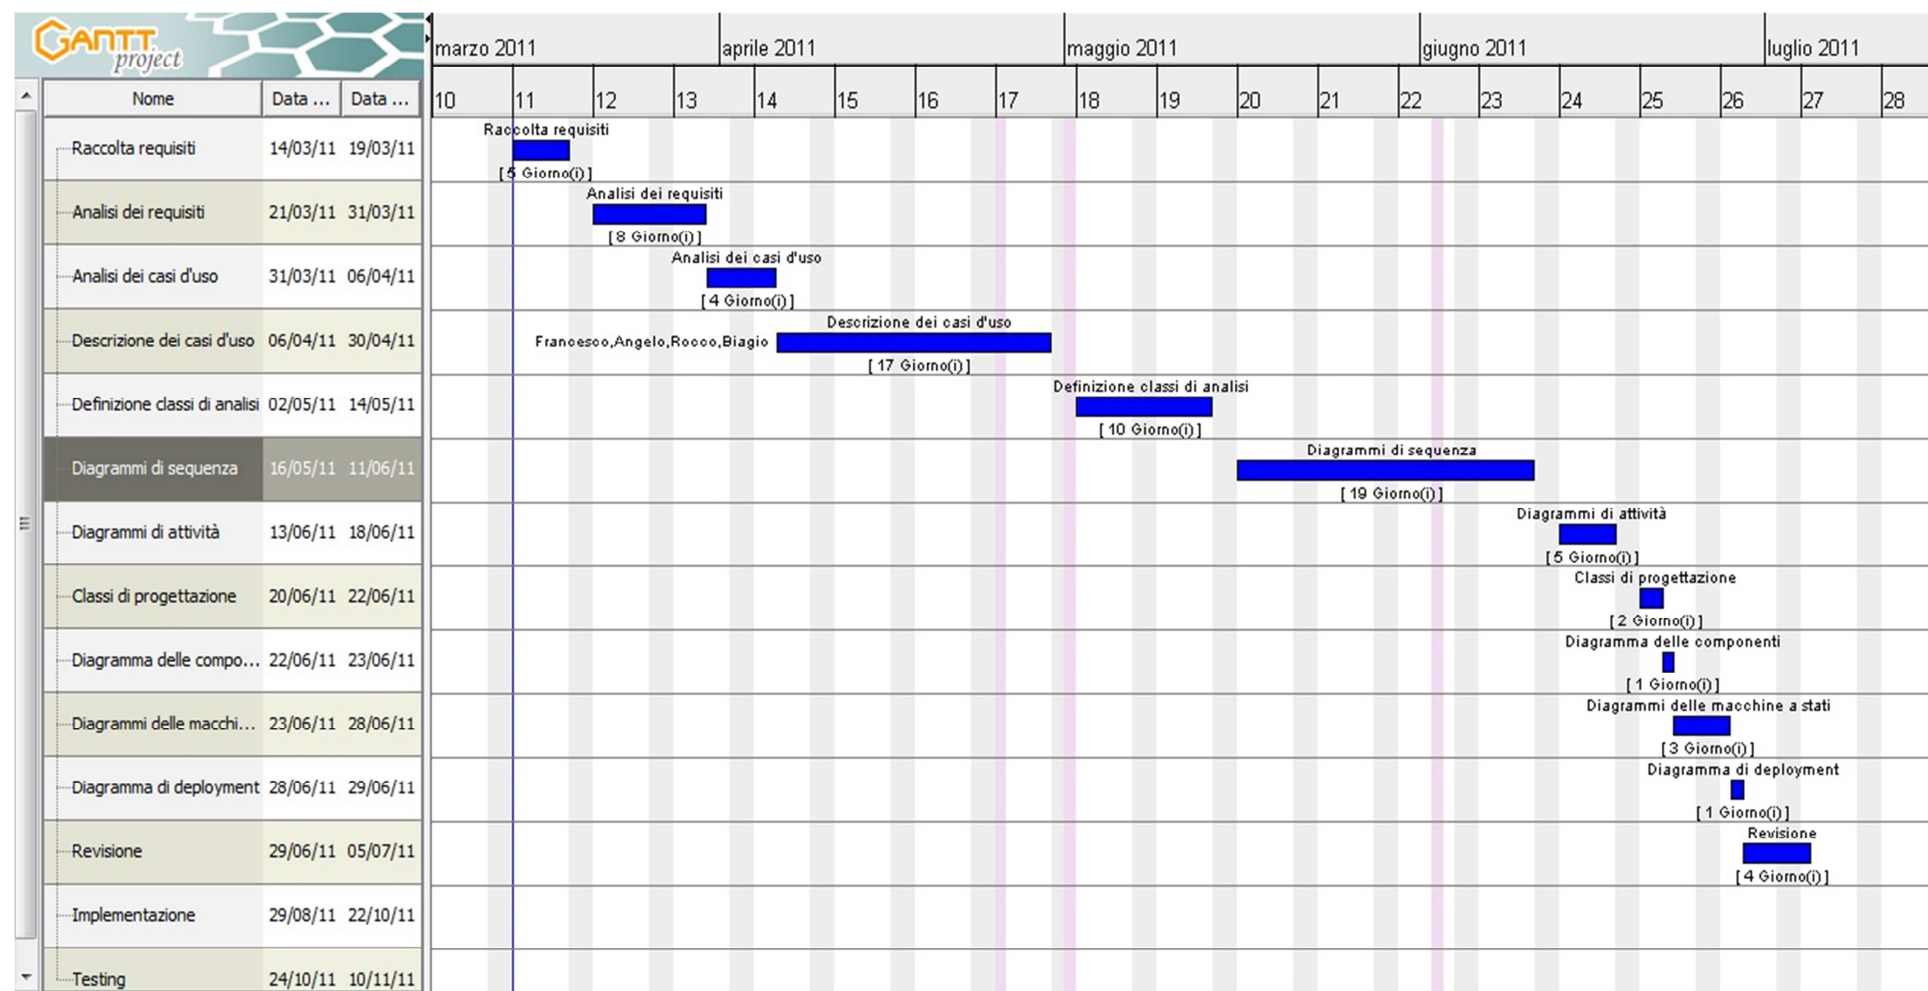 GANTT
project
marzo 2011 aprile 2011 maggio 2011 giugno 2011 luglio 2011
Nome Data ... Data ...
10 11 12 13 14 15 16 17 18 19 20 21 22 23 24 25 26 27 28
Raccolta requisiti 14/03/11 19/03/11
Raccolta requisiti
[5 Giorno(i)]
Analisi dei requisiti 21/03/11 31/03/11
Analisi dei requisiti
[8 Giorno(i)]
Analisi dei casi d'uso 31/03/11 06/04/11
Analisi dei casi d'uso
[4 Giorno(i)]
Descrizione dei casi d'uso 06/04/11 30/04/11
Descrizione dei casi d'uso
Francesco,Angelo,Rocco,Biagio
[17 Giorno(i)]
Definizione classi di analisi 02/05/11 14/05/11
Definizione classi di analisi
[10 Giorno(i)]
Diagrammi di sequenza 16/05/11 11/06/11
Diagrammi di sequenza
[19 Giorno(i)]
Diagrammi di attività 13/06/11 18/06/11
Diagrammi di attività
[5 Giorno(i)]
Classi di progettazione 20/06/11 22/06/11
Classi di progettazione
[2 Giorno(i)]
Diagramma delle compo... 22/06/11 23/06/11
Diagramma delle componenti
[1 Giorno(i)]
Diagrammi delle macchi... 23/06/11 28/06/11
Diagrammi delle macchine a stati
[3 Giorno(i)]
Diagramma di deployment 28/06/11 29/06/11
Diagramma di deployment
[1 Giorno(i)]
Revisione 29/06/11 05/07/11
Revisione
[4 Giorno(i)]
Implementazione 29/08/11 22/10/11
Testing 24/10/11 10/11/11